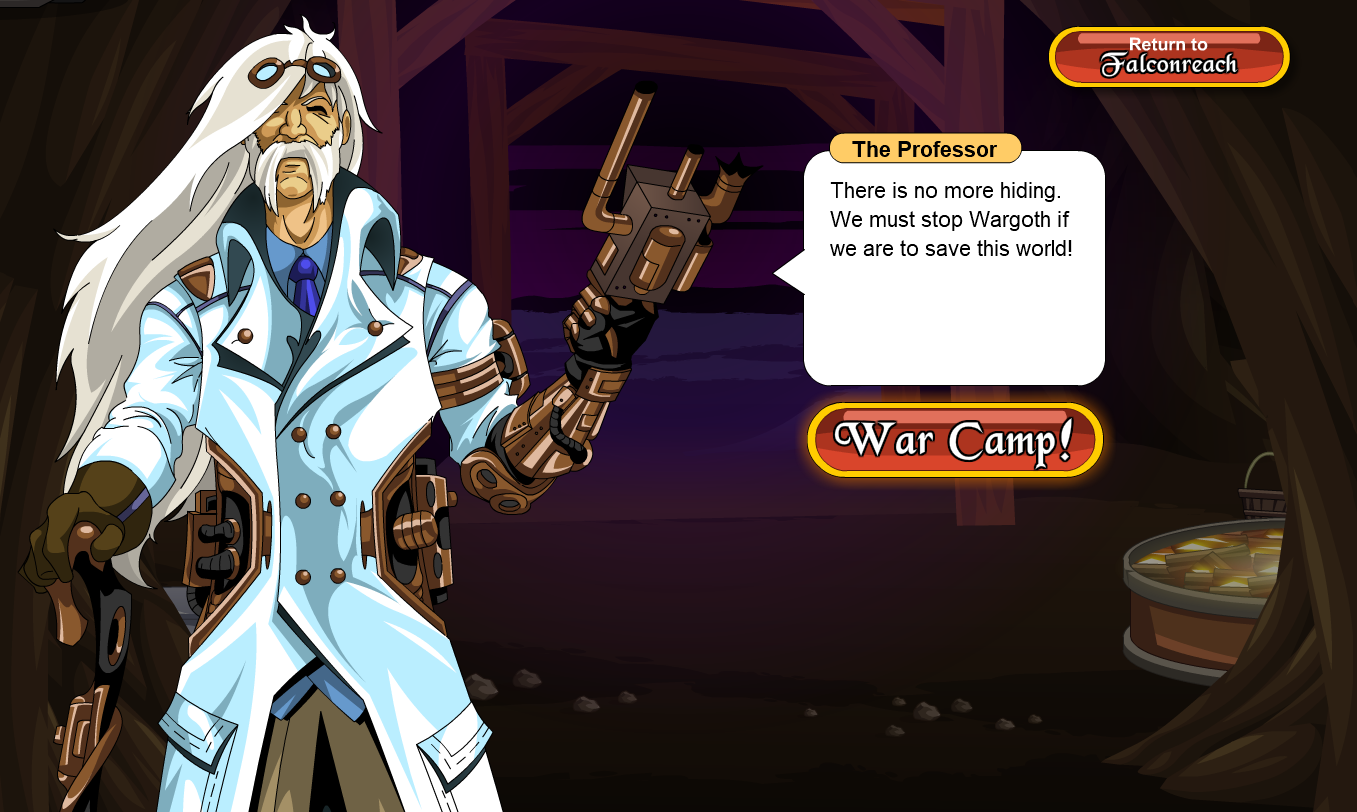 Return to
Falconreach
The Professor
There is no more hiding.
We must stop Wargoth if
we are to save this world!
War Camp!